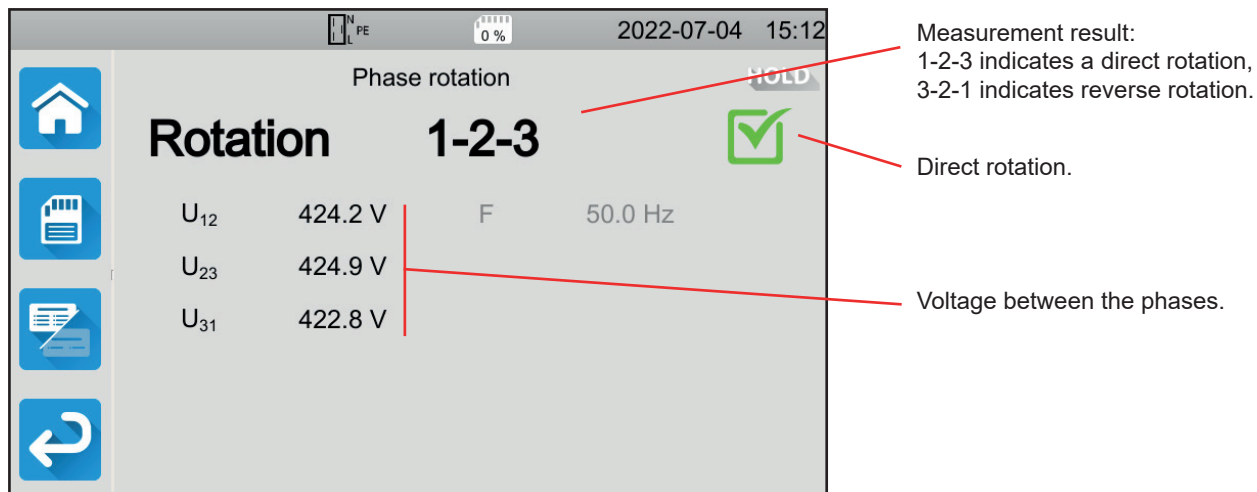 N
L PE
0 %
2022-07-04 15:12
Phase rotation
HOLD
Rotation 1-2-3
U12 424.2 V F 50.0 Hz
U23 424.9 V
U31 422.8 V
Measurement result:
1-2-3 indicates a direct rotation,
3-2-1 indicates reverse rotation.
Direct rotation.
Voltage between the phases.